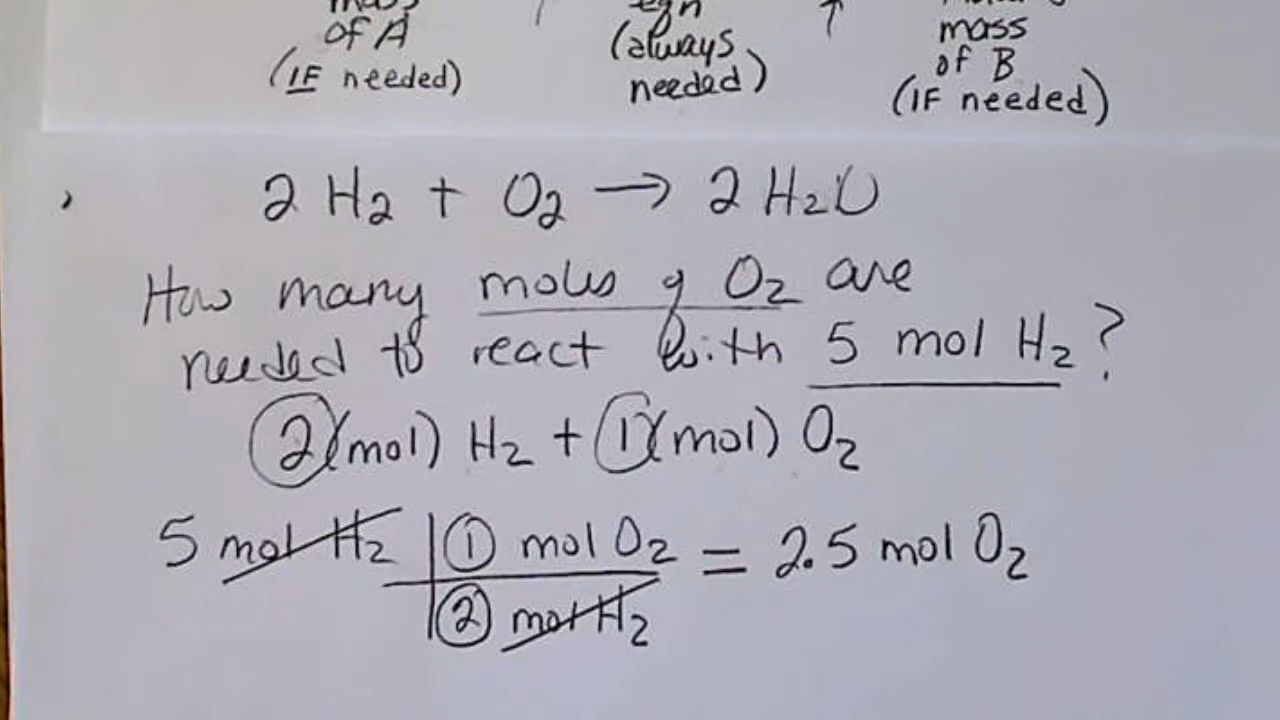 of A
(IF needed)
eqn
(always
needed)
mass
of B
(IF needed)
2 H₂ + O₂ → 2 H₂O
How many moles of O₂ are
needed to react with 5 mol H₂?
2(mol) H₂ + 1(mol) O₂
5 mol H₂ | 1 mol O₂ = 2.5 mol O₂
2 mol H₂